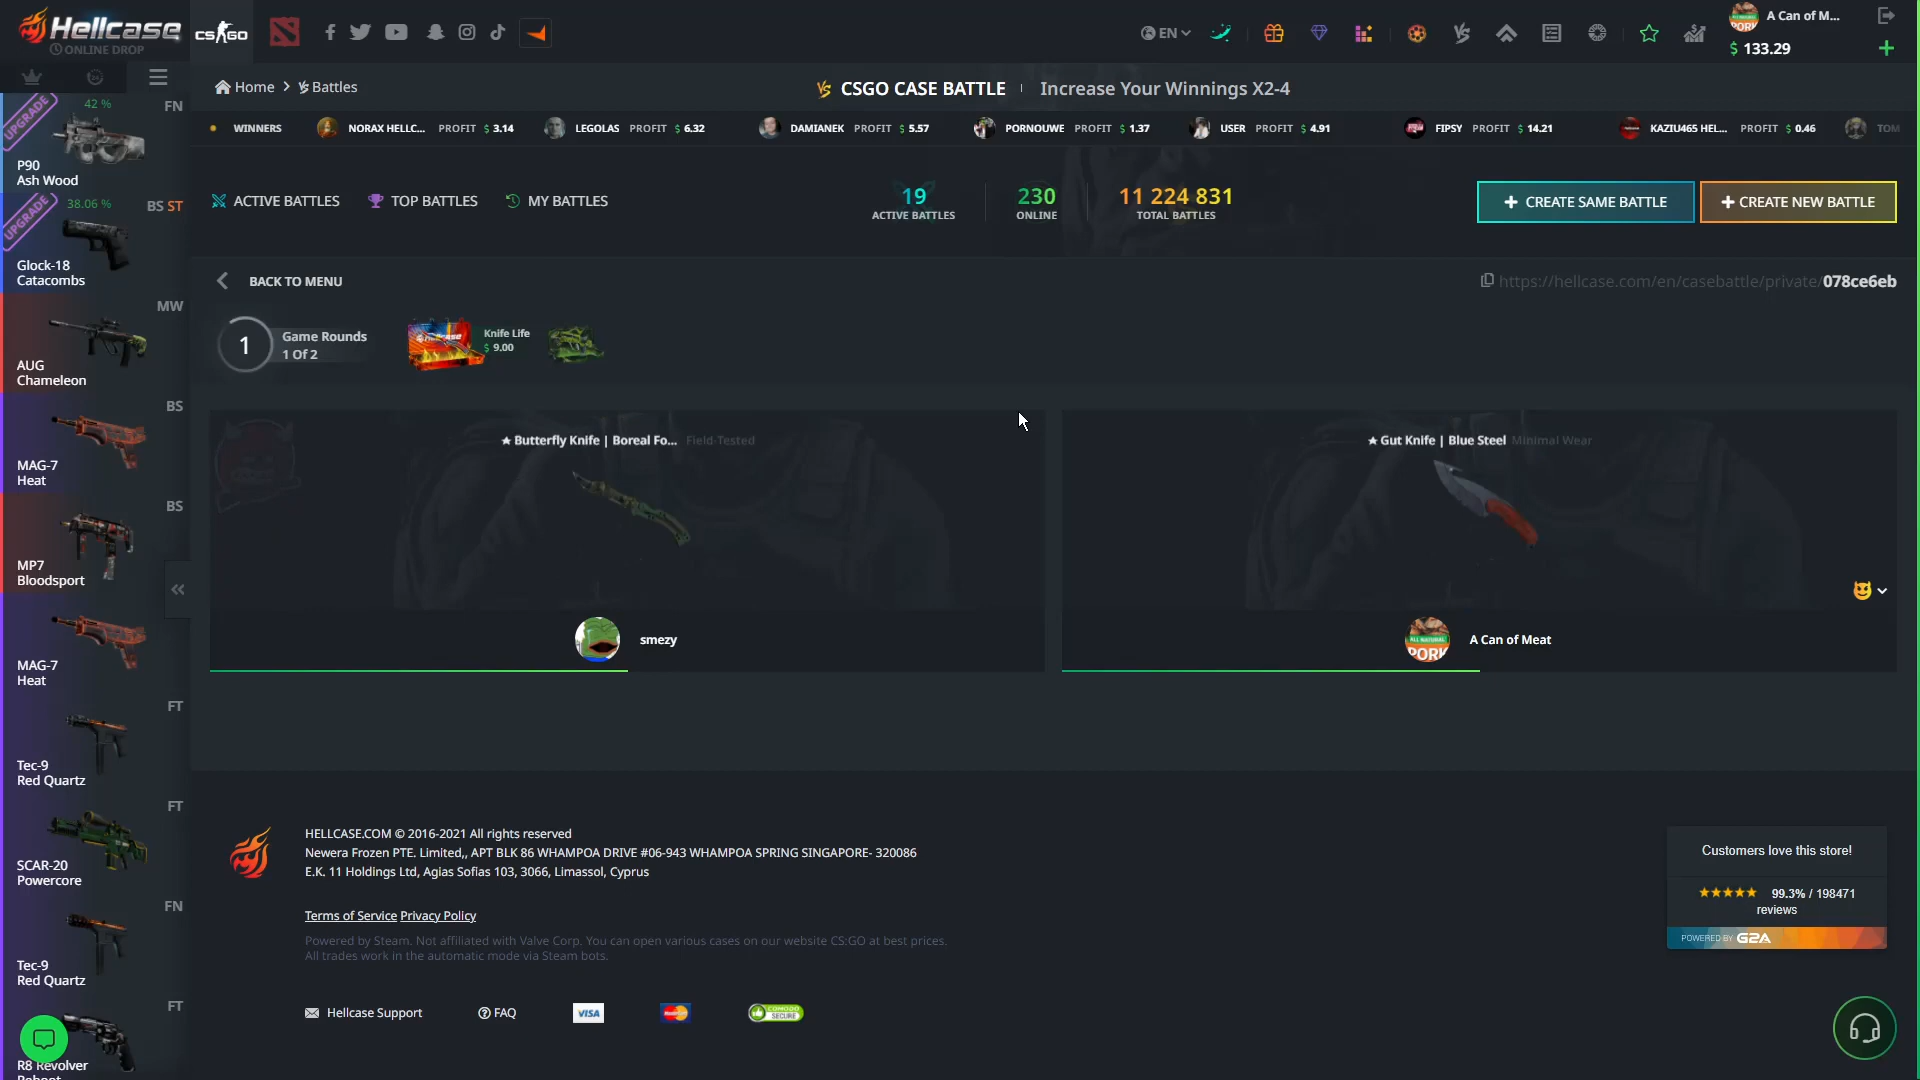 Hellcase
ONLINE DROP
CS:GO
EN
A Can of M...
$ 133.29
Home > Battles
CSGO CASE BATTLE
Increase Your Winnings X2-4
WINNERS
NORAX HELLC... PROFIT $ 3.14
LEGOLAS PROFIT $ 6.32
DAMIANEK PROFIT $ 5.57
PORNOUWE PROFIT $ 1.37
USER PROFIT $ 4.91
FIPSY PROFIT $ 14.21
KAZIU465 HEL... PROFIT $ 0.46
TOM
ACTIVE BATTLES
TOP BATTLES
MY BATTLES
19
ACTIVE BATTLES
230
ONLINE
11 224 831
TOTAL BATTLES
+ CREATE SAME BATTLE
+ CREATE NEW BATTLE
BACK TO MENU
https://hellcase.com/en/casebattle/private/078ce6eb
1
Game Rounds
1 Of 2
Knife Life
$ 9.00
★ Butterfly Knife | Boreal Fo... Field-Tested
smezy
★ Gut Knife | Blue Steel Minimal Wear
ALL NATURAL
PORK
A Can of Meat
UPGRADE
42 %
FN
P90
Ash Wood
UPGRADE
38.06 %
BS ST
Glock-18
Catacombs
MW
AUG
Chameleon
BS
MAG-7
Heat
BS
MP7
Bloodsport
MAG-7
Heat
FT
Tec-9
Red Quartz
FT
SCAR-20
Powercore
FN
Tec-9
Red Quartz
FT
R8 Revolver
Reboot
HELLCASE.COM © 2016-2021 All rights reserved
Newera Frozen PTE. Limited,, APT BLK 86 WHAMPOA DRIVE #06-943 WHAMPOA SPRING SINGAPORE- 320086
E.K. 11 Holdings Ltd, Agias Sofias 103, 3066, Limassol, Cyprus
Terms of Service Privacy Policy
Powered by Steam. Not affiliated with Valve Corp. You can open various cases on our website CS:GO at best prices.
All trades work in the automatic mode via Steam bots.
Hellcase Support
FAQ
VISA
MasterCard
COMODO
SECURE
Customers love this store!
99.3% / 198471
reviews
POWERED BY G2A